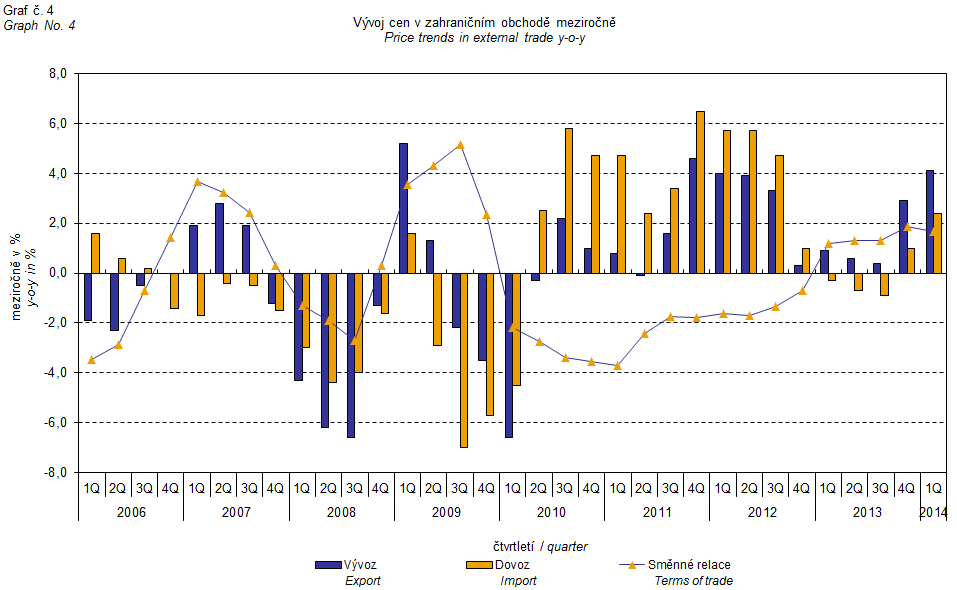 Graf č. 4
Graph No. 4
Vývoj cen v zahraničním obchodě meziročně
Price trends in external trade y-o-y
meziročně v %
y-o-y in %
8,0
6,0
4,0
2,0
0,0
-2,0
-4,0
-6,0
-8,0
1Q 2Q 3Q 4Q 1Q 2Q 3Q 4Q 1Q 2Q 3Q 4Q 1Q 2Q 3Q 4Q 1Q 2Q 3Q 4Q 1Q 2Q 3Q 4Q 1Q 2Q 3Q 4Q 1Q 2Q 3Q 4Q 1Q
2006 2007 2008 2009 2010 2011 2012 2013 2014
čtvrtletí / quarter
Vývoz Dovoz Směnné relace
Export Import Terms of trade